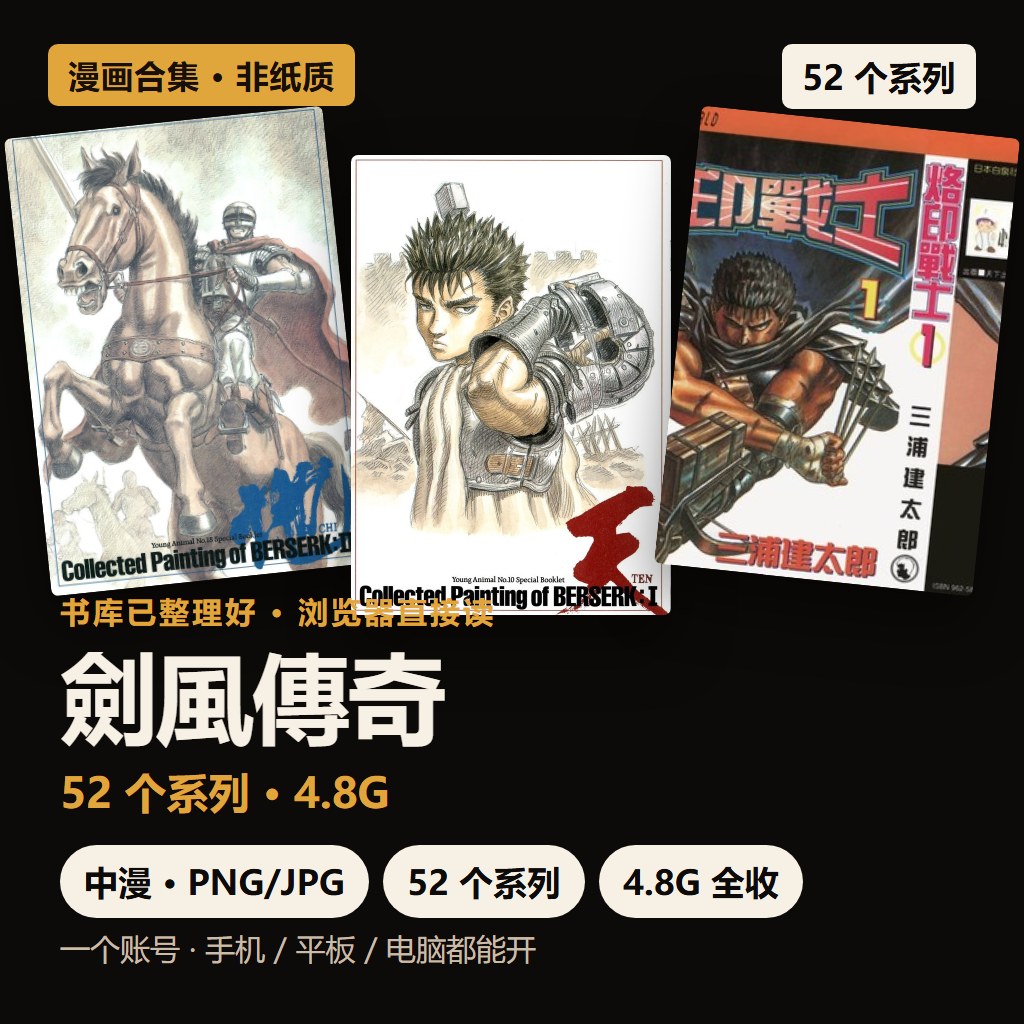 漫画合集 • 非纸质
52 个系列
Young Animal No.10 Special Booklet
TEN
Collected Painting of BERSERK:I
Collected Painting of BERSERK:
印戰士
1
烙印戰士
1
三浦建太郎
三浦建太郎
书库已整理好 • 浏览器直接读
劍風傳奇
52 个系列 • 4.8G
中漫 • PNG/JPG
52 个系列
4.8G 全收
一个账号 · 手机 / 平板 / 电脑都能开